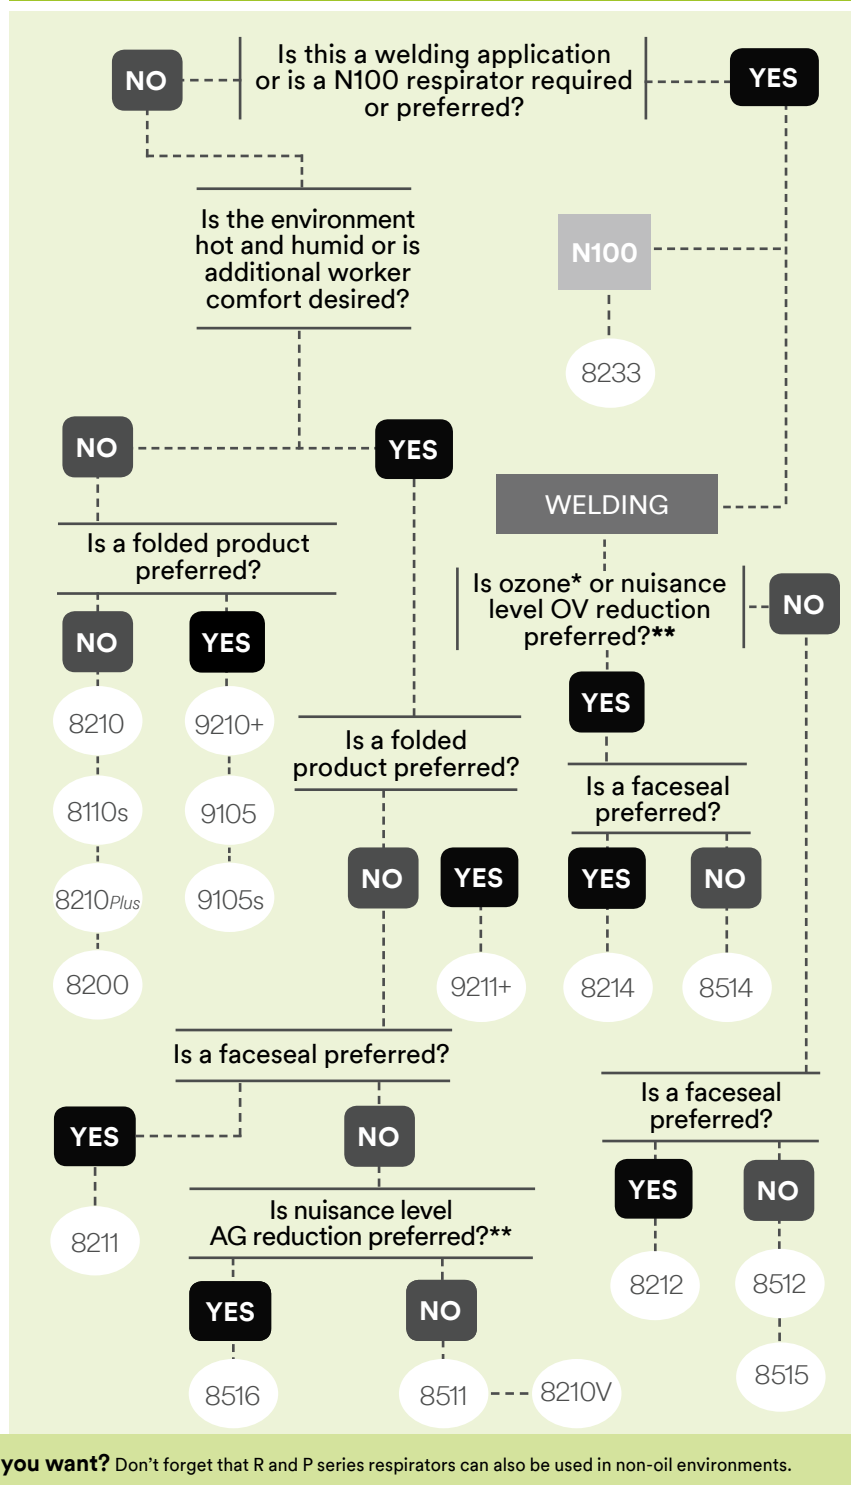 Is this a welding application
or is a N100 respirator required
or preferred?
NO
YES
Is the environment
hot and humid or is
additional worker
comfort desired?
N100
8233
NO
YES
WELDING
Is a folded product
preferred?
NO
YES
8210
9210+
8110s
9105
8210Plus
9105s
8200
Is a folded
product preferred?
NO
YES
9211+
Is a faceseal preferred?
YES
8211
NO
Is nuisance level
AG reduction preferred?**
YES
NO
8516
8511
8210V
Is ozone* or nuisance
level OV reduction
preferred?**
NO
YES
Is a faceseal
preferred?
YES
NO
8214
8514
Is a faceseal
preferred?
YES
NO
8212
8512
8515
you want? Don't forget that R and P series respirators can also be used in non-oil environments.